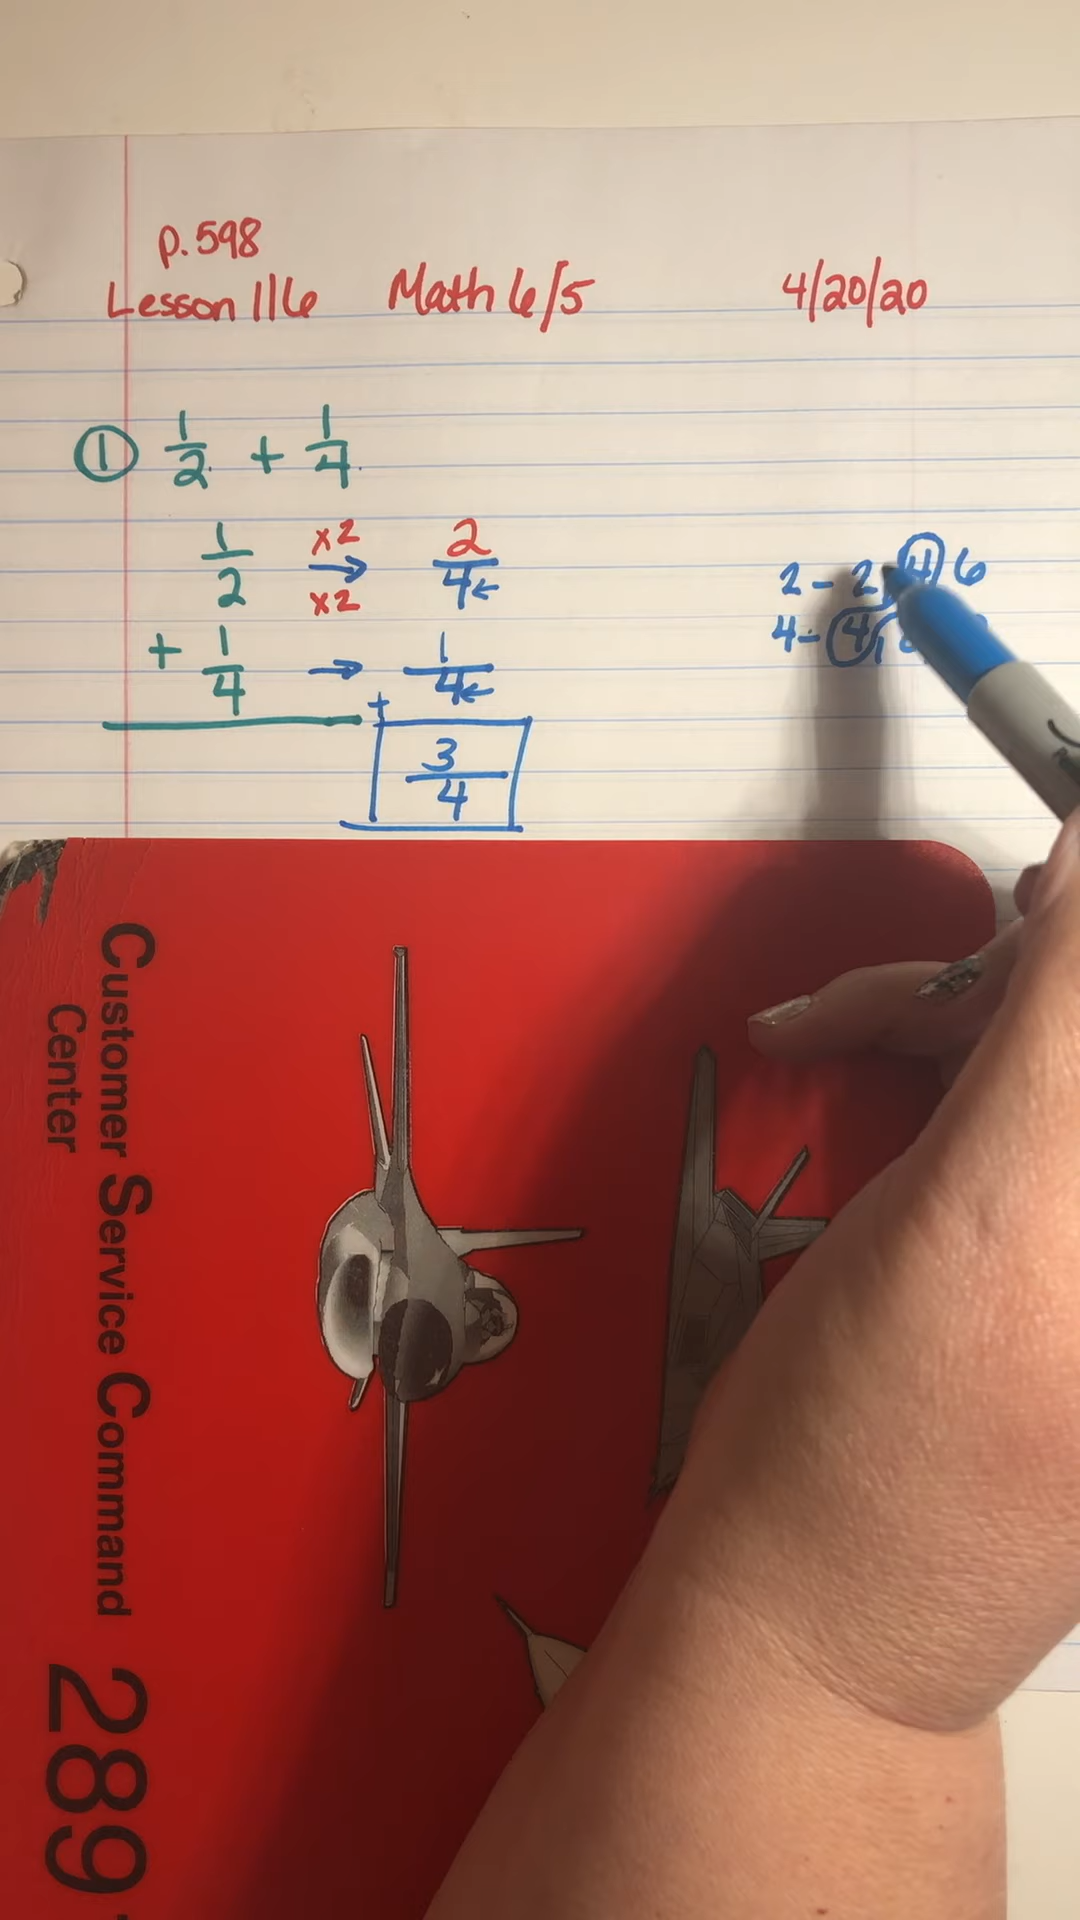 p.598
Lesson 116 Math 6/5 4/20/20
① 1/2 + 1/4
1/2 ×2 → ×2 2/4 ←
+ 1/4 → 1/4 ←
+
3/4
2 - 2, 4 6
4 - 4,
Customer Service Command
Center
289